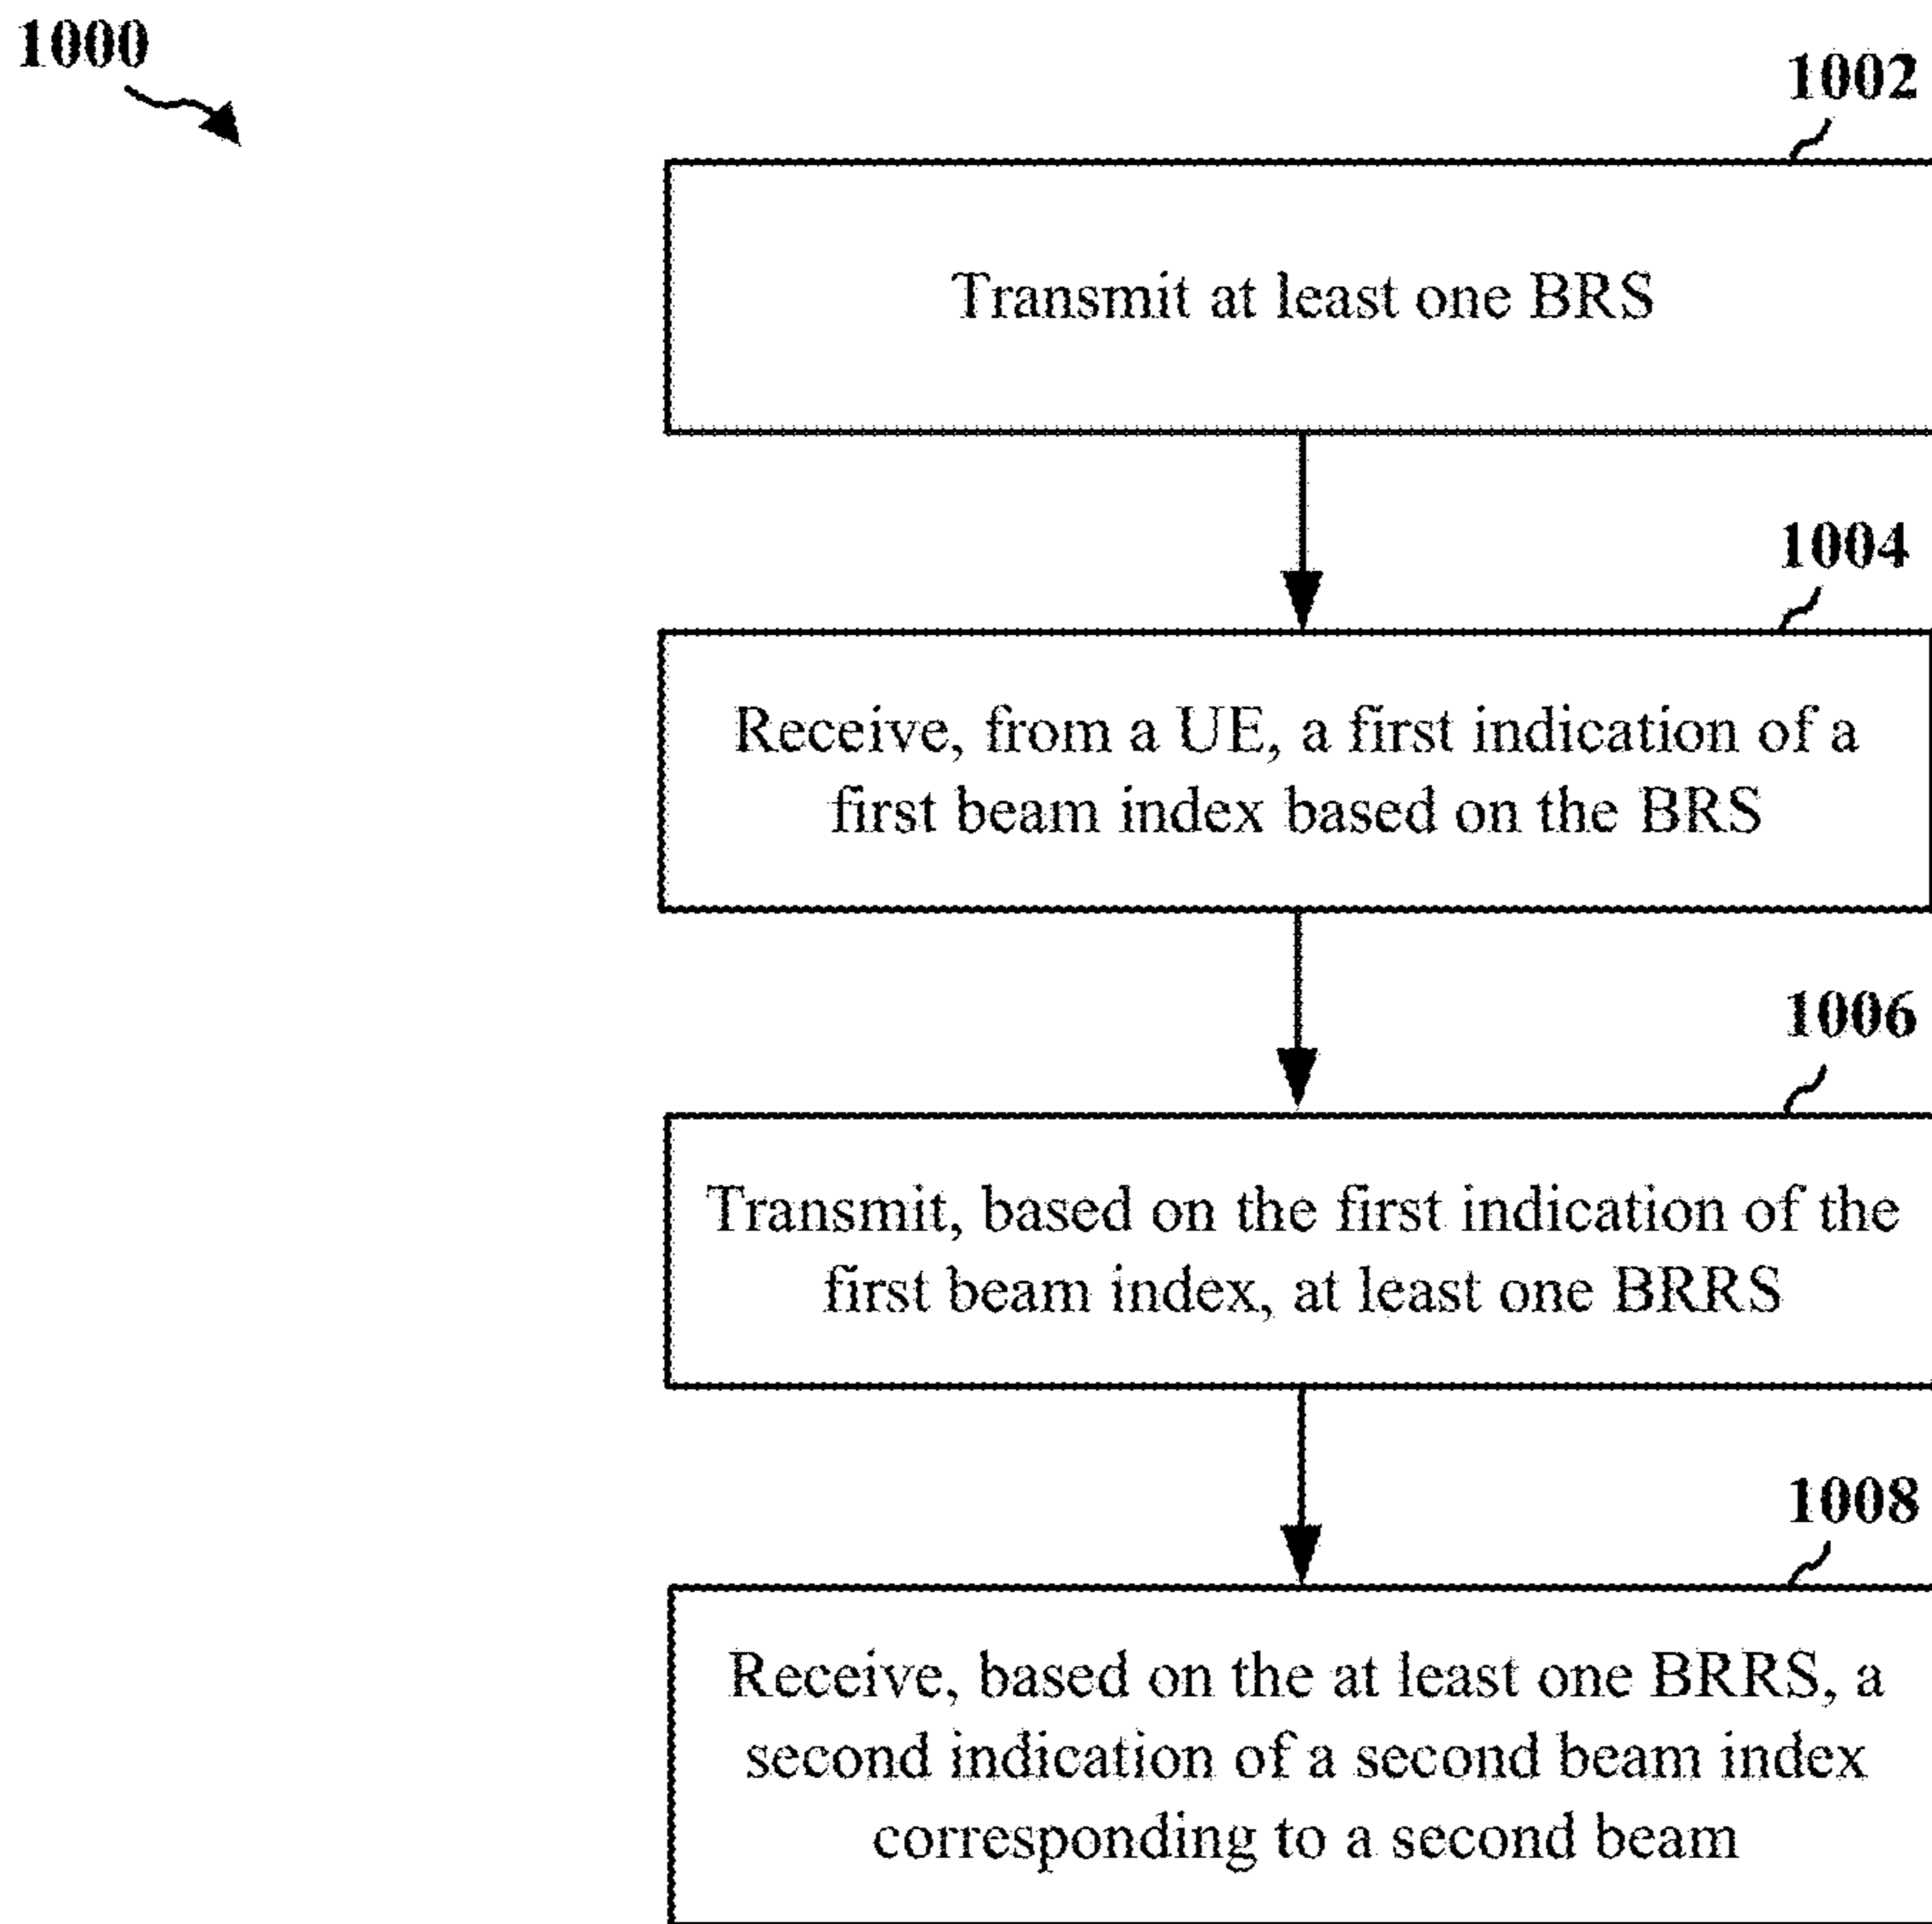 1000
1002
Transmit at least one BRS
1004
Receive, from a UE, a first indication of a
first beam index based on the BRS
1006
Transmit, based on the first indication of the
first beam index, at least one BRRS
1008
Receive, based on the at least one BRRS, a
second indication of a second beam index
corresponding to a second beam